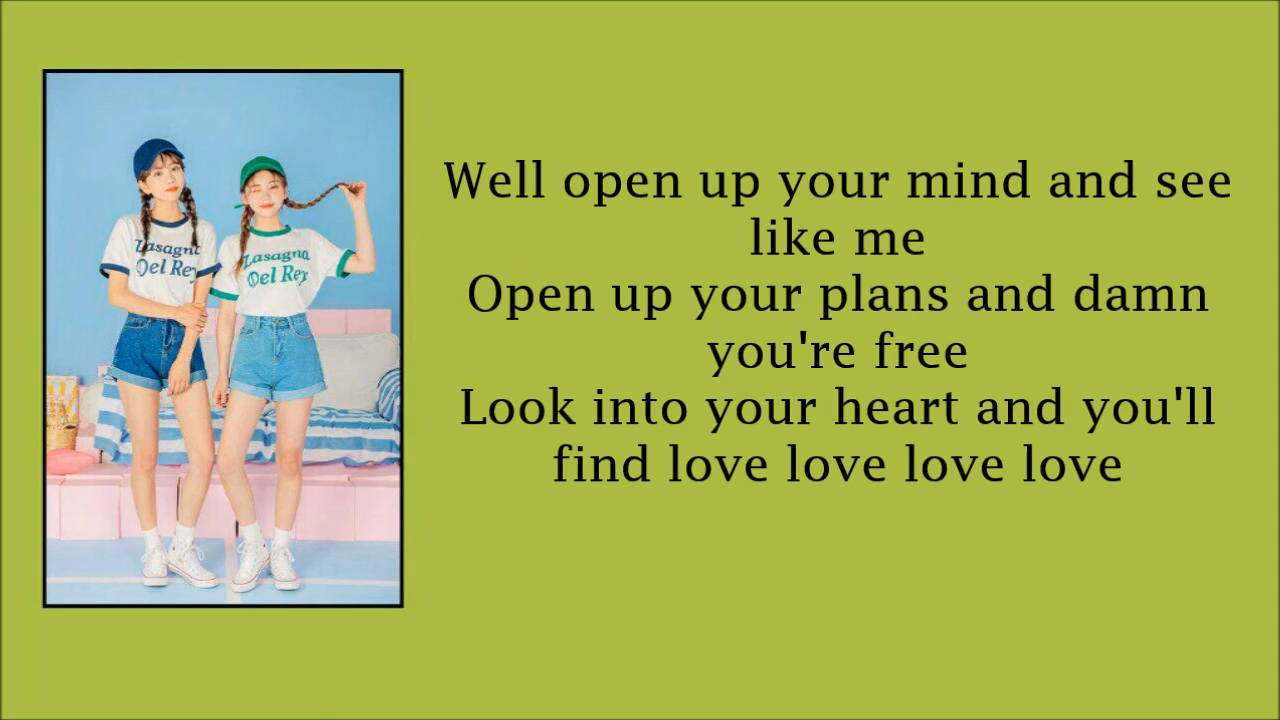 Lasagna
Del Rey
Lasagna
Del Rey
Well open up your mind and see
like me
Open up your plans and damn
you're free
Look into your heart and you'll
find love love love love